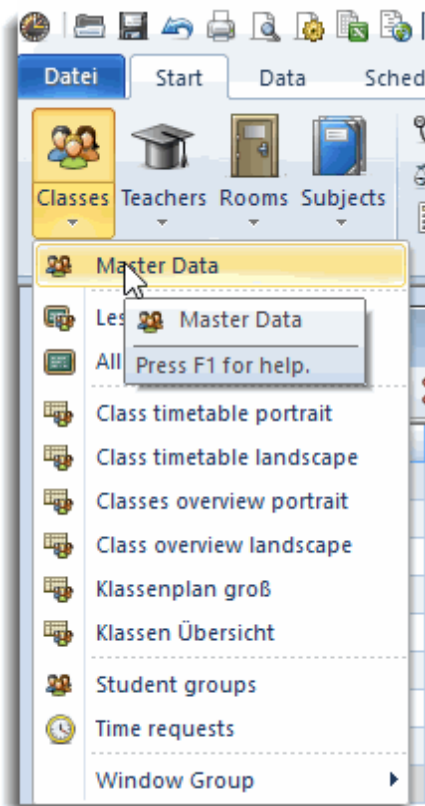 Datei Start Data Sched
Classes Teachers Rooms Subjects
Master Data
Les
Master Data
All
Press F1 for help.
Class timetable portrait
Class timetable landscape
Classes overview portrait
Class overview landscape
Klassenplan groß
Klassen Übersicht
Student groups
Time requests
Window Group